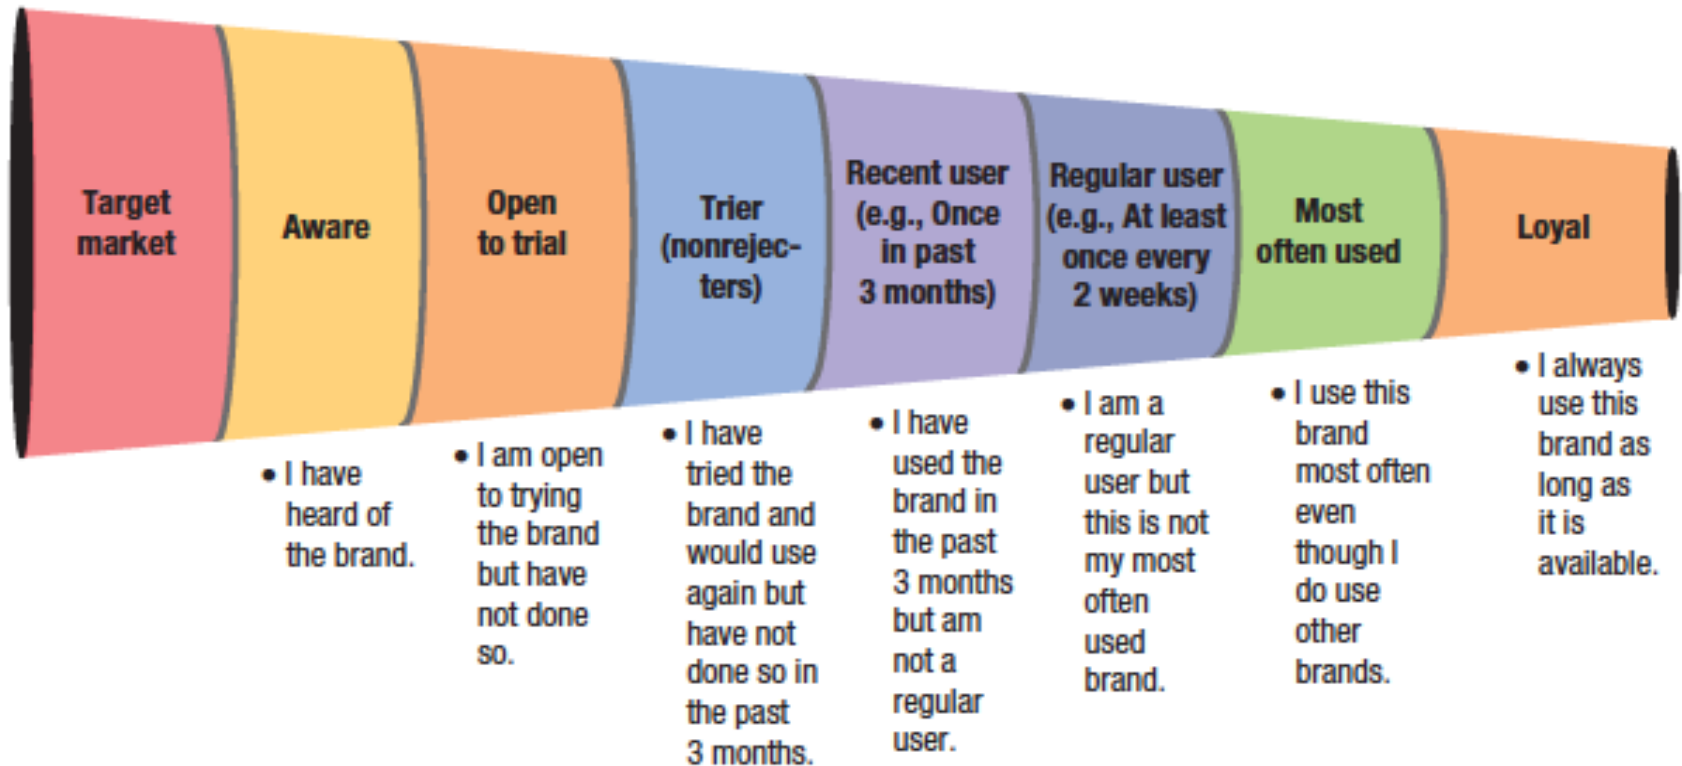 Target
market
Aware
Open
to trial
Trier
(nonrejec-
ters)
Recent user
(e.g., Once
in past
3 months)
Regular user
(e.g., At least
once every
2 weeks)
Most
often used
Loyal
• I have
heard of
the brand.
• I am open
to trying
the brand
but have
not done
so.
• I have
tried the
brand and
would use
again but
have not
done so in
the past
3 months.
• I have
used the
brand in
the past
3 months
but am
not a
regular
user.
• I am a
regular
user but
this is not
my most
often
used
brand.
• I use this
brand
most often
even
though I
do use
other
brands.
• I always
use this
brand as
long as
it is
available.